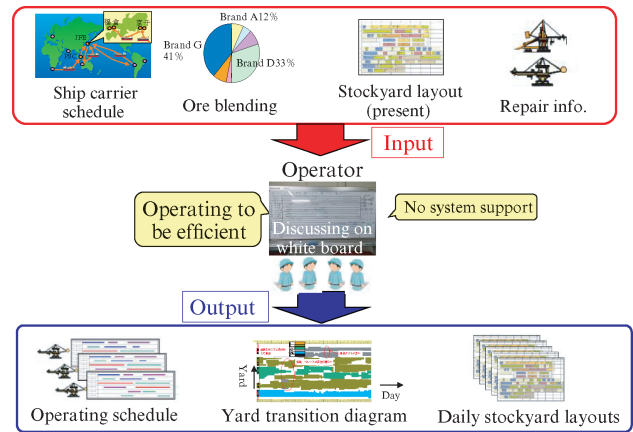 JFE
Brand A12%
Brand G
41%
Brand D33%
Ship carrier
schedule
Ore blending
Stockyard layout
(present)
Repair info.
Input
Operator
Operating to
be efficient
Discussing on
white board
No system support
Output
Yard
Day
Operating schedule
Yard transition diagram
Daily stockyard layouts